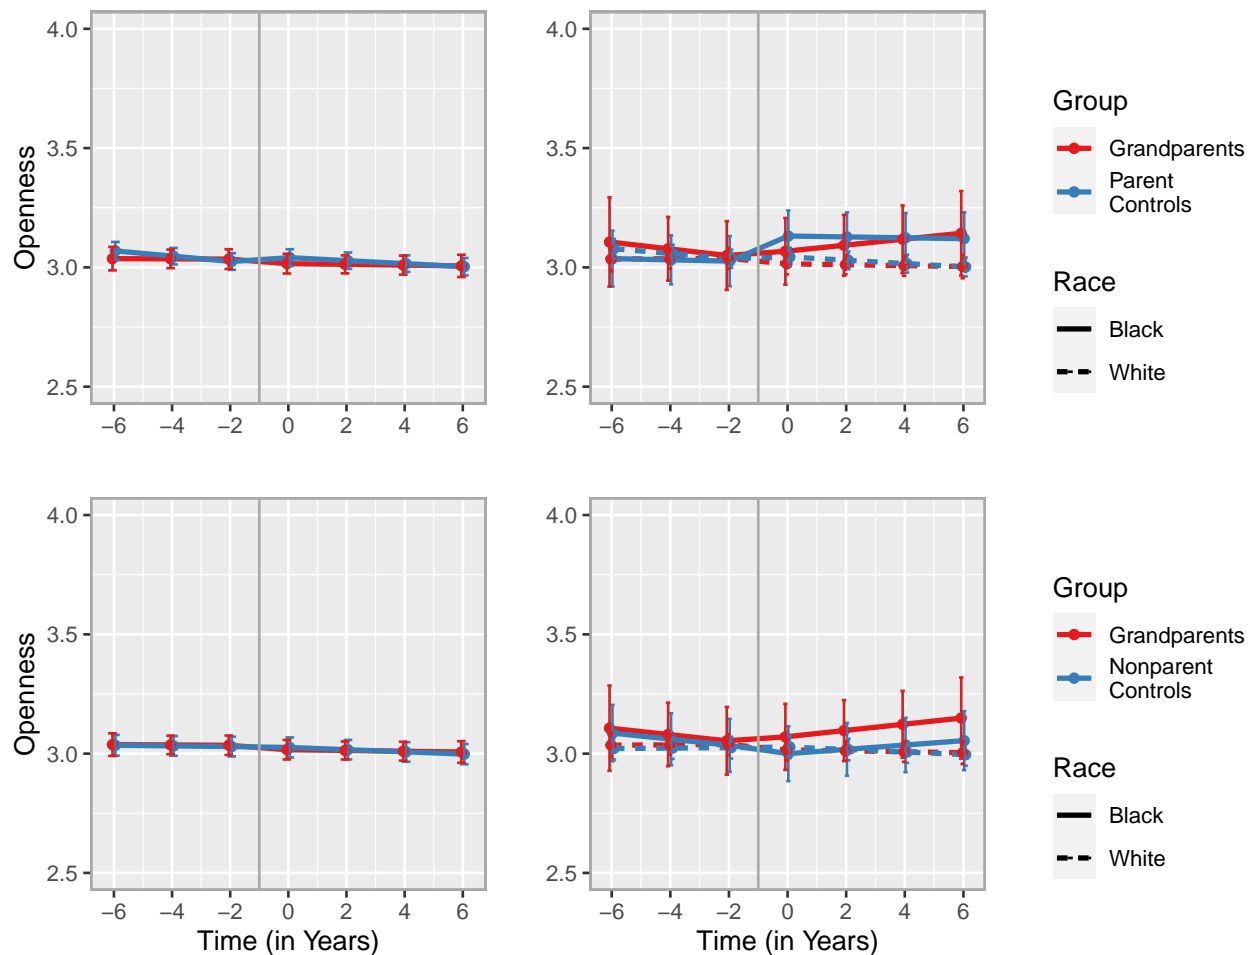 4.0
3.5
3.0
2.5
Openness
−6 −4 −2 0 2 4 6
4.0
3.5
3.0
2.5
−6 −4 −2 0 2 4 6
Group
Grandparents
Parent
Controls
Race
Black
White
4.0
3.5
3.0
2.5
Openness
−6 −4 −2 0 2 4 6
Time (in Years)
4.0
3.5
3.0
2.5
−6 −4 −2 0 2 4 6
Time (in Years)
Group
Grandparents
Nonparent
Controls
Race
Black
White